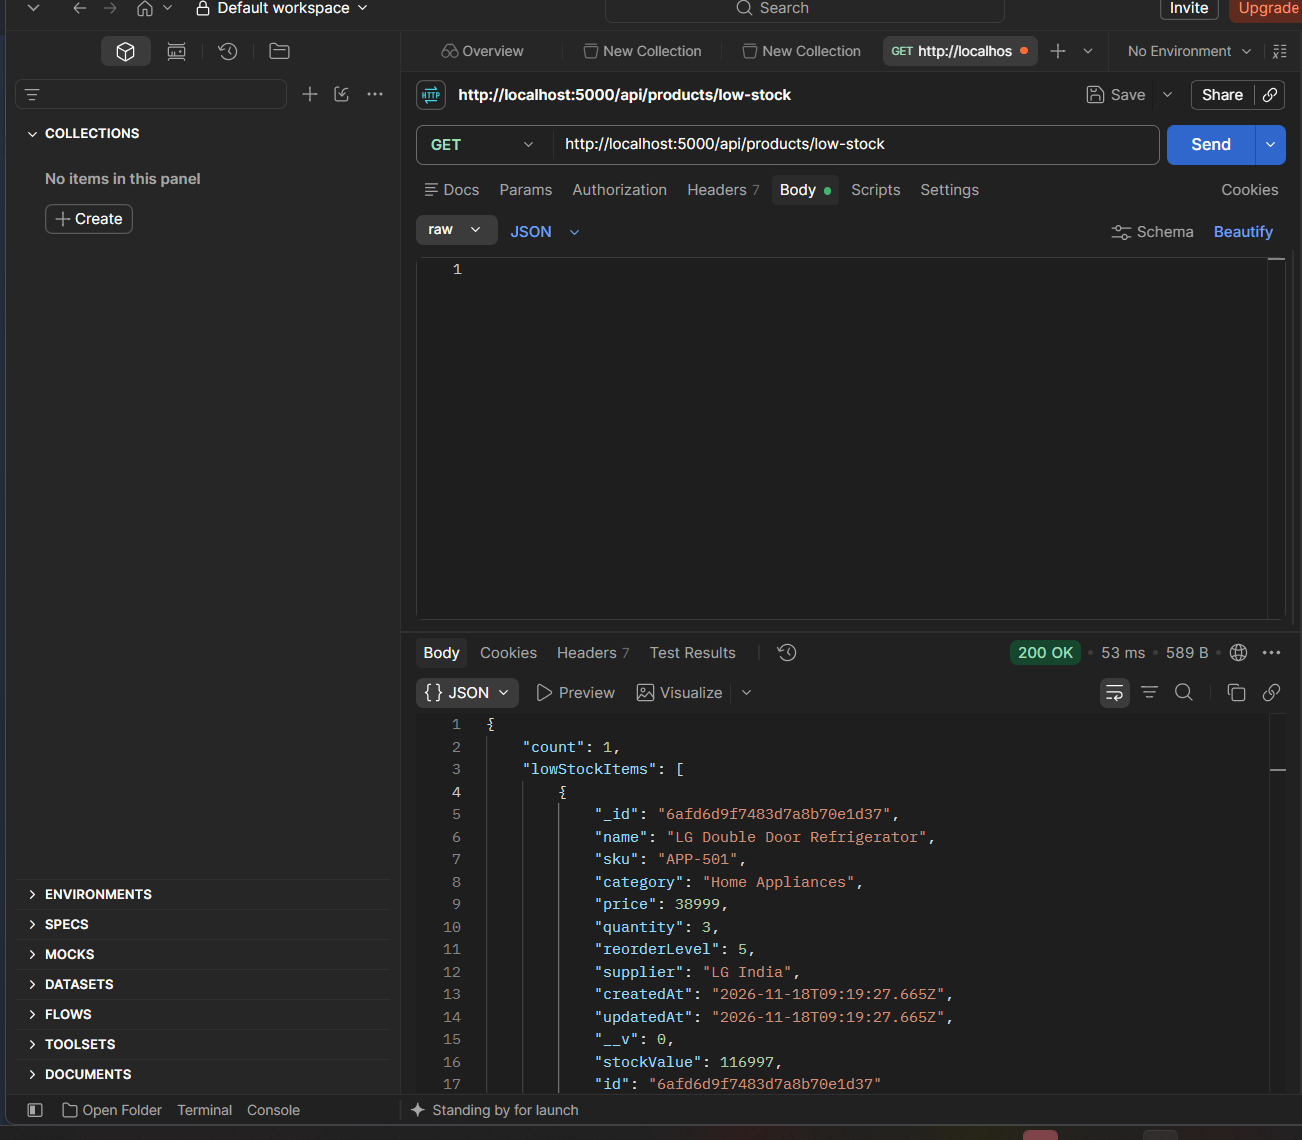 Default workspace
Search
Invite
Upgrade
Overview
New Collection
New Collection
GET http://localhos
No Environment
HTTP http://localhost:5000/api/products/low-stock
Save
Share
COLLECTIONS
No items in this panel
Create
GET
http://localhost:5000/api/products/low-stock
Send
Docs
Params
Authorization
Headers 7
Body
Scripts
Settings
Cookies
raw
JSON
Schema
Beautify
1
Body
Cookies
Headers 7
Test Results
200 OK
53 ms
589 B
{} JSON
Preview
Visualize
1 {
2 "count": 1,
3 "lowStockItems": [
4 {
5 "_id": "6afd6d9f7483d7a8b70e1d37",
6 "name": "LG Double Door Refrigerator",
7 "sku": "APP-501",
8 "category": "Home Appliances",
9 "price": 38999,
10 "quantity": 3,
11 "reorderLevel": 5,
12 "supplier": "LG India",
13 "createdAt": "2026-11-18T09:19:27.665Z",
14 "updatedAt": "2026-11-18T09:19:27.665Z",
15 "__v": 0,
16 "stockValue": 116997,
17 "id": "6afd6d9f7483d7a8b70e1d37"
ENVIRONMENTS
SPECS
MOCKS
DATASETS
FLOWS
TOOLSETS
DOCUMENTS
Open Folder
Terminal
Console
Standing by for launch